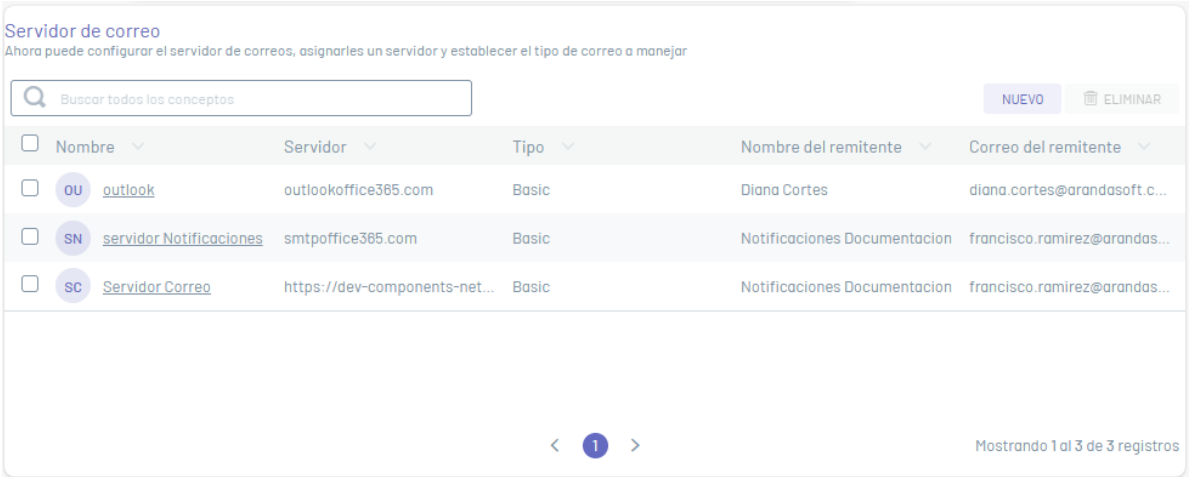 Servidor de correo
Ahora puede configurar el servidor de correos, asignarles un servidor y establecer el tipo de correo a manejar
Buscar todos los conceptos
NUEVO ELIMINAR
Nombre Servidor Tipo Nombre del remitente Correo del remitente
OU outlook outlookoffice365.com Basic Diana Cortes diana.cortes@arandasoft.c...
SN servidor Notificaciones smtpoffice365.com Basic Notificaciones Documentacion francisco.ramirez@arandas...
SC Servidor Correo https://dev-components-net... Basic Notificaciones Documentacion francisco.ramirez@arandas...
1
Mostrando 1 al 3 de 3 registros